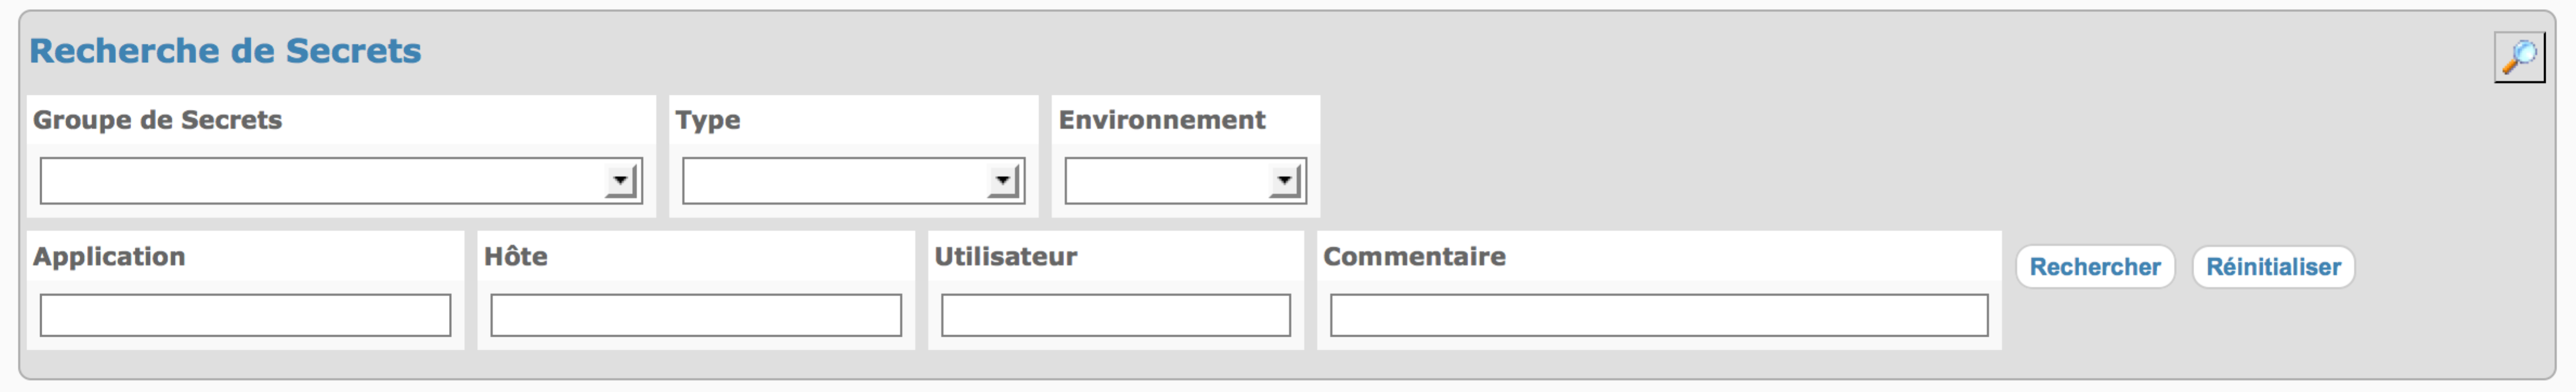 Recherche de Secrets
Groupe de Secrets Type Environnement
Application Hôte Utilisateur Commentaire Rechercher Réinitialiser